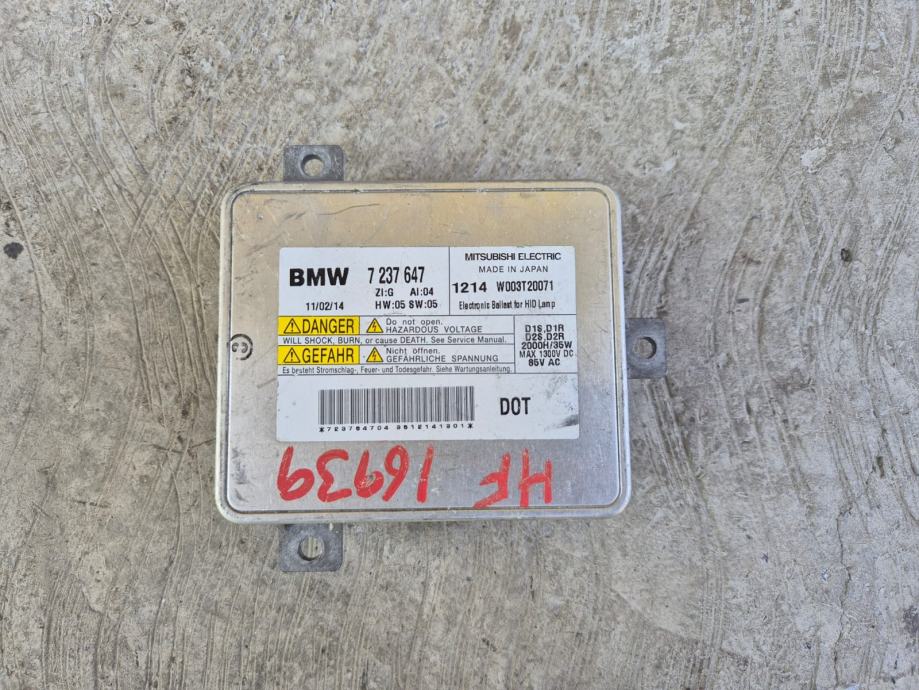 BMW 7 237 647
ZI:G AI:04
11/02/14 HW:05 SW:05
MITSUBISHI ELECTRIC
MADE IN JAPAN
1214 W003T20071
Electronic Ballast for HID Lamp
DANGER Do not open. HAZARDOUS VOLTAGE
WILL SHOCK, BURN, or cause DEATH. See Service Manual.
GEFAHR Nicht öffnen. GEFÄHRLICHE SPANNUNG
Es besteht Stromschlag-, Feuer- und Todesgefahr. Siehe Wartungsanleitung.
D1S,D1R
D2S,D2R
2000H/35W
MAX 1300V DC
85V AC
DOT
HF 16939